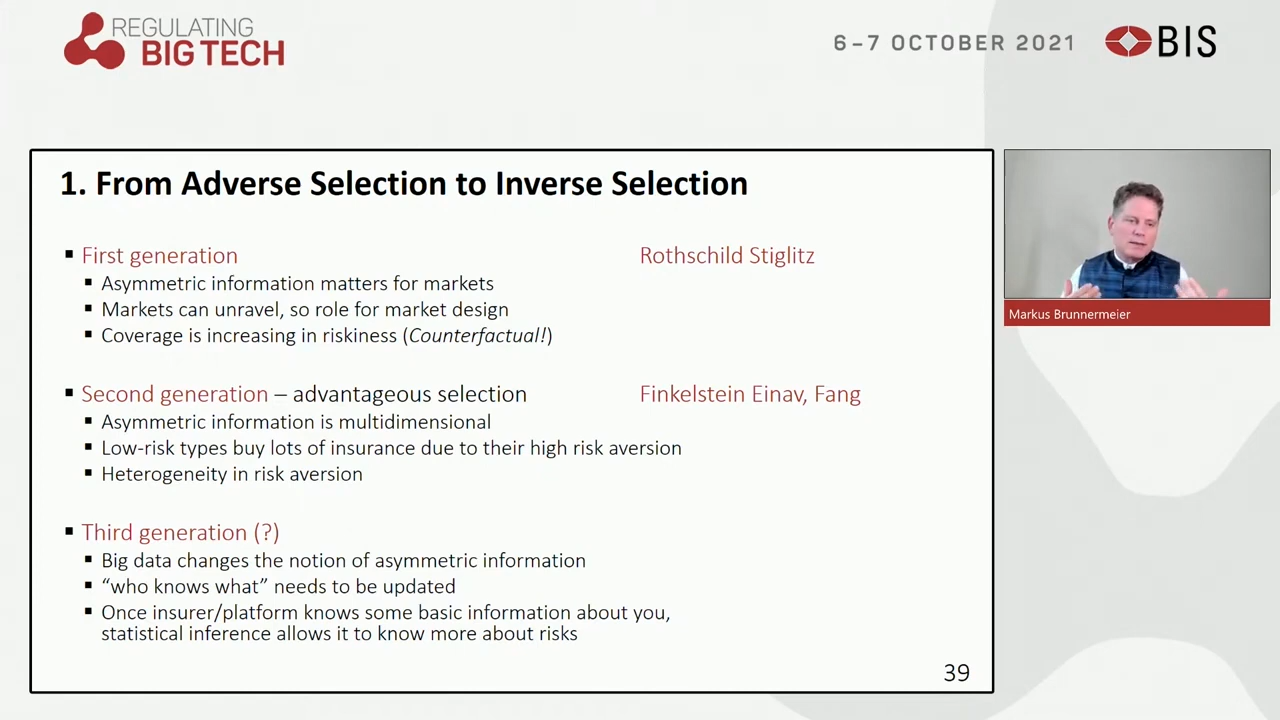 REGULATING
BIG TECH
6–7 OCTOBER 2021
BIS
1. From Adverse Selection to Inverse Selection
▪ First generation Rothschild Stiglitz
▪ Asymmetric information matters for markets
▪ Markets can unravel, so role for market design
▪ Coverage is increasing in riskiness (Counterfactual!)
▪ Second generation – advantageous selection Finkelstein Einav, Fang
▪ Asymmetric information is multidimensional
▪ Low-risk types buy lots of insurance due to their high risk aversion
▪ Heterogeneity in risk aversion
▪ Third generation (?)
▪ Big data changes the notion of asymmetric information
▪ “who knows what” needs to be updated
▪ Once insurer/platform knows some basic information about you,
statistical inference allows it to know more about risks
39
Markus Brunnermeier